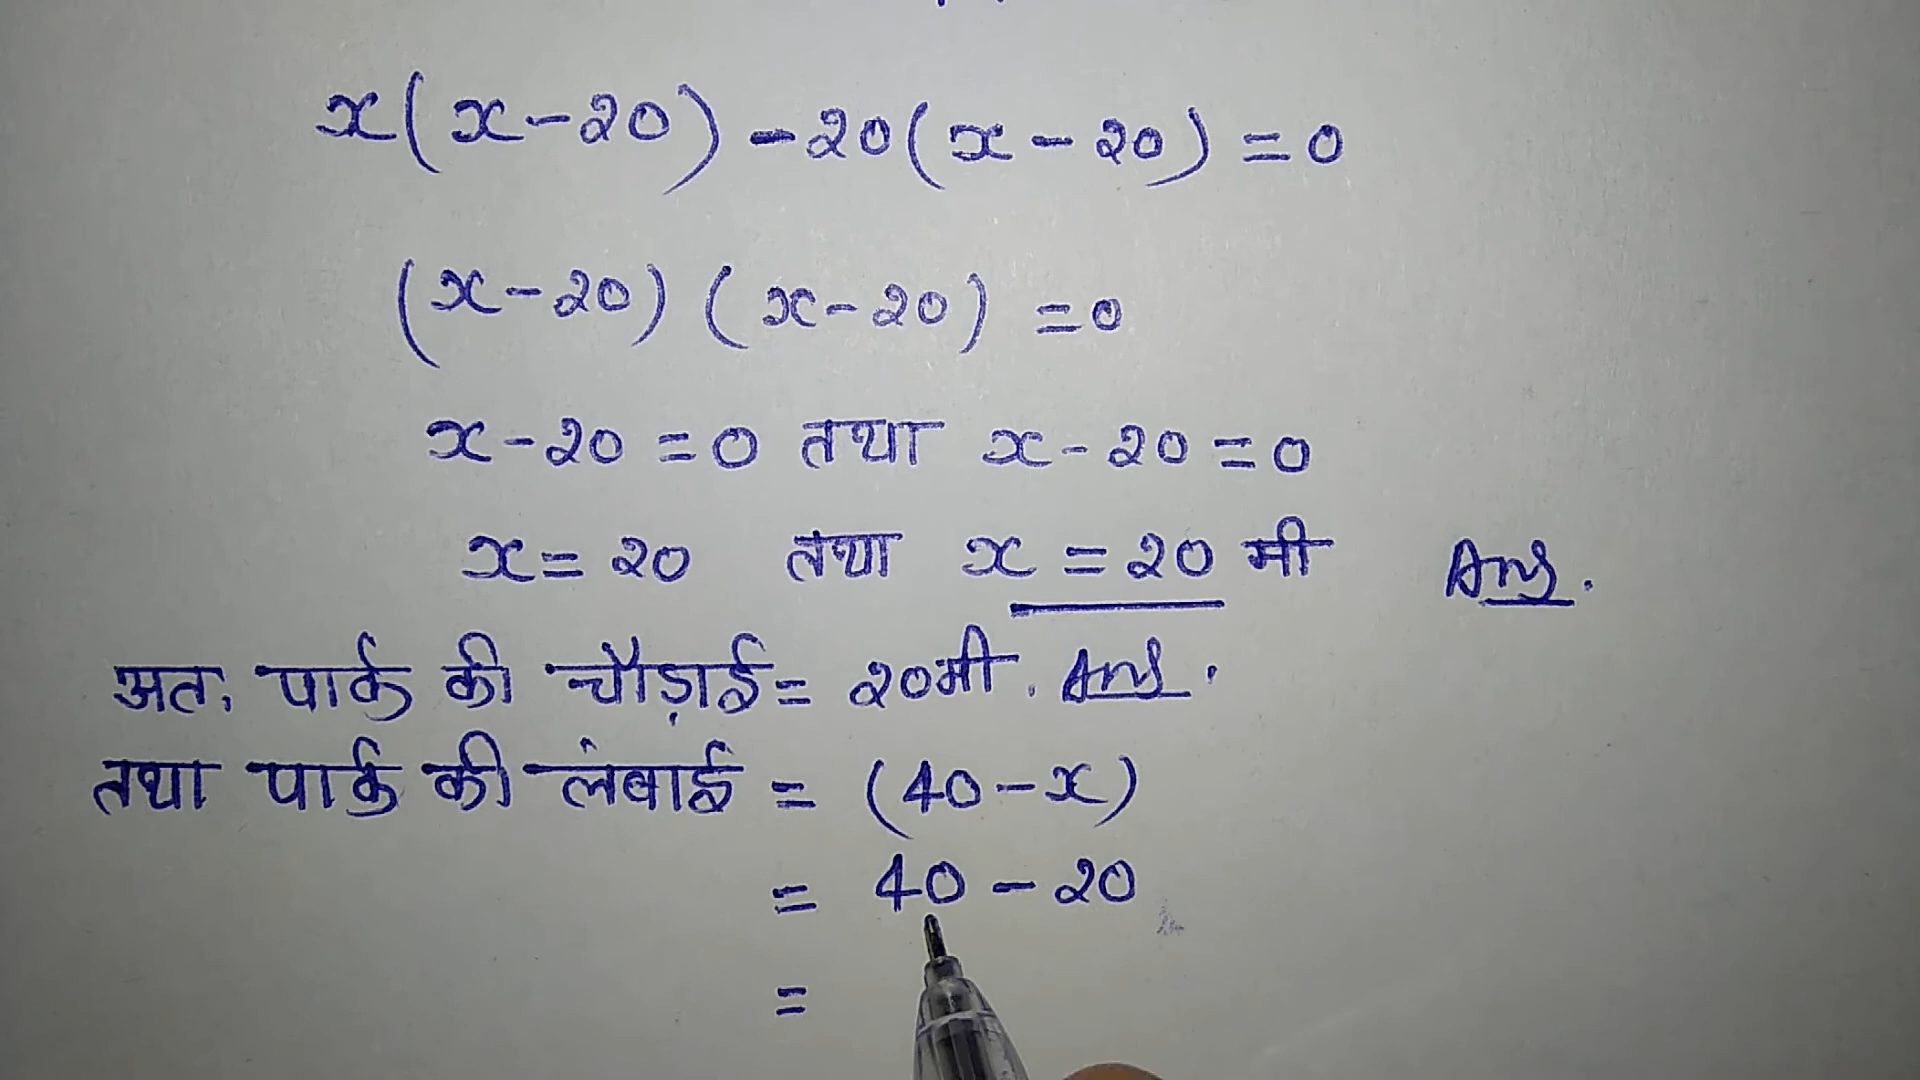 x(x-20) -20(x-20) =0
(x-20) (x-20) =0
x-20 =0 तथा x-20 =0
x= 20 तथा x =20 मी Ans.
अत: पार्क की चौड़ाई= 20मी. Ans.
तथा पार्क की लंबाई = (40-x)
= 40 - 20
=